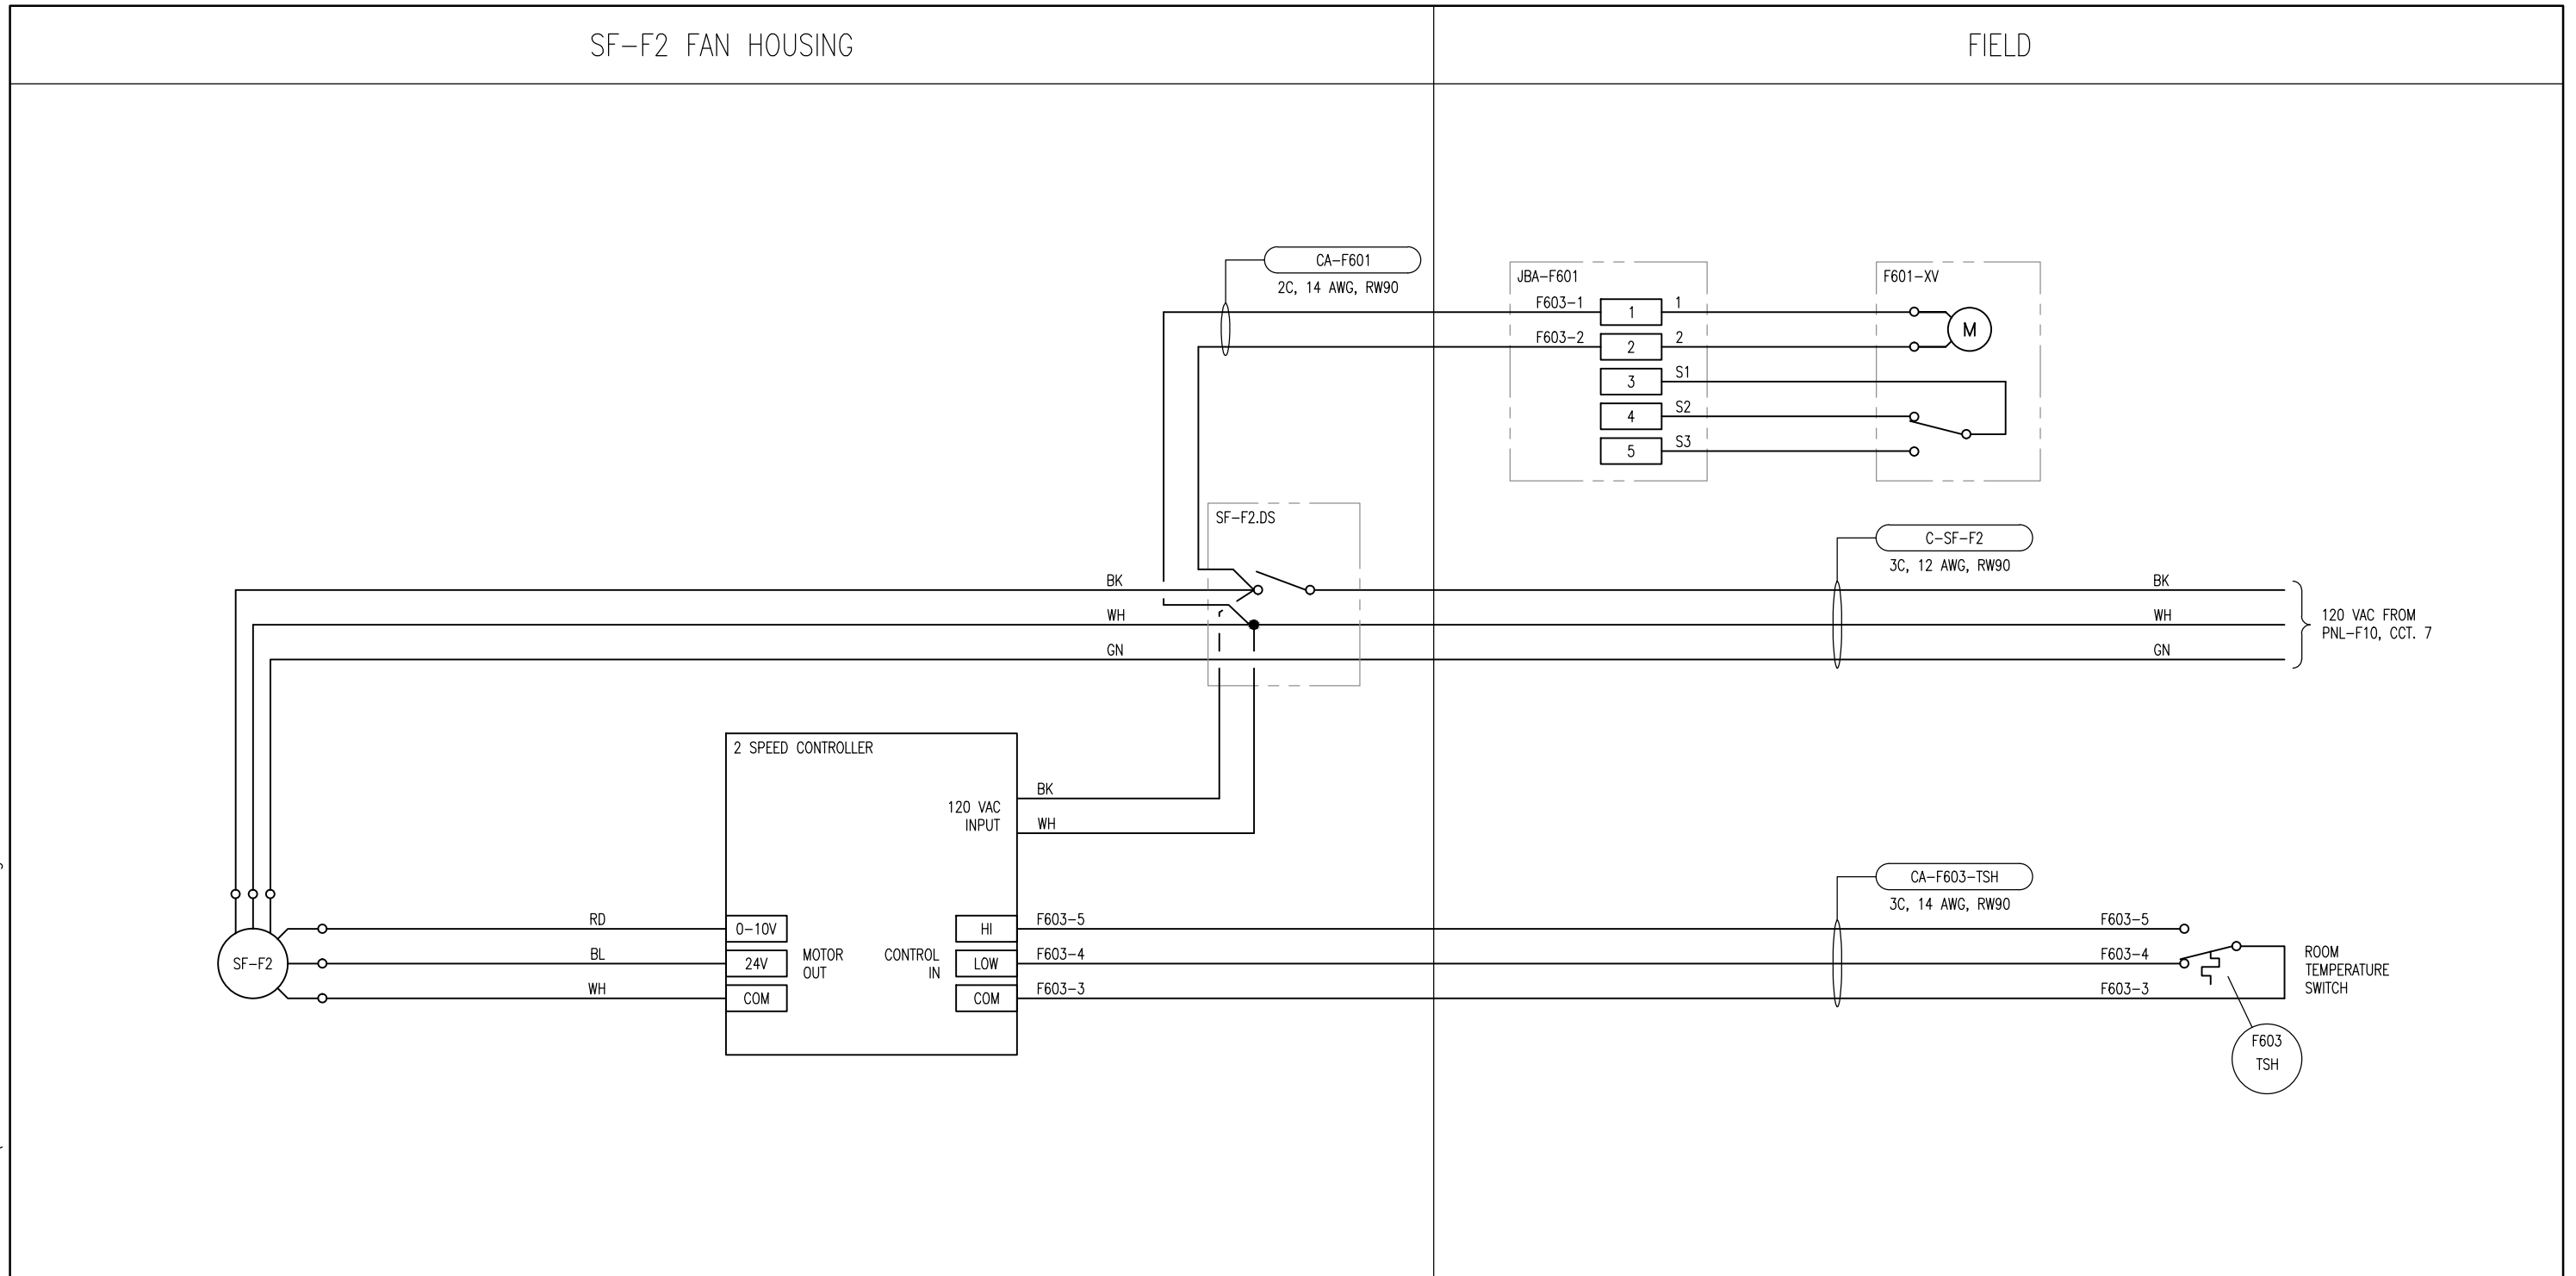 SF-F2 FAN HOUSING
FIELD
CA-F601
2C, 14 AWG, RW90
JBA-F601
F603-1
1
1
F603-2
2
2
3
S1
4
S2
5
S3
F601-XV
M
SF-F2.DS
C-SF-F2
3C, 12 AWG, RW90
BK
WH
GN
BK
WH
GN
120 VAC FROM
PNL-F10, CCT. 7
2 SPEED CONTROLLER
120 VAC
INPUT
BK
WH
SF-F2
RD
BL
WH
0-10V
24V
COM
MOTOR
OUT
CONTROL
IN
HI
LOW
COM
F603-5
F603-4
F603-3
CA-F603-TSH
3C, 14 AWG, RW90
F603-5
F603-4
F603-3
ROOM
TEMPERATURE
SWITCH
F603
TSH